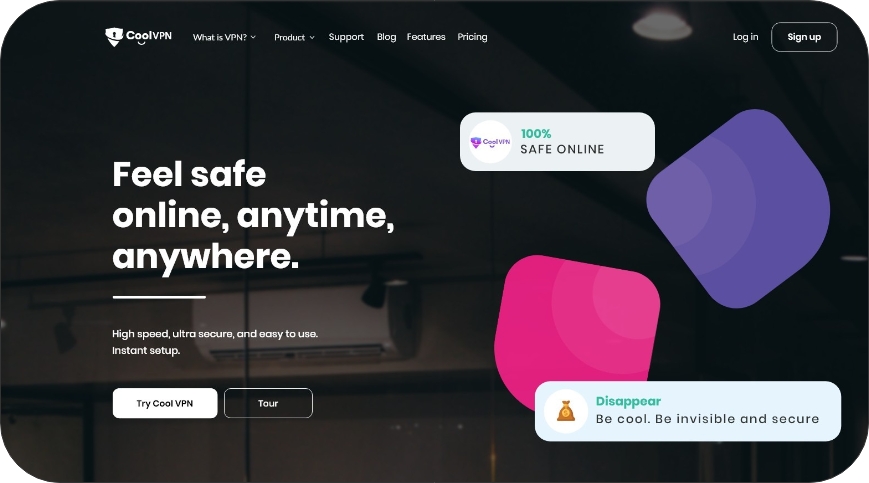 CoolVPN
What is VPN?
Product
Support
Blog
Features
Pricing
Log in
Sign up
100%
CoolVPN
SAFE ONLINE
Feel safe
online, anytime,
anywhere.
High speed, ultra secure, and easy to use.
Instant setup.
Try Cool VPN
Tour
Disappear
Be cool. Be invisible and secure